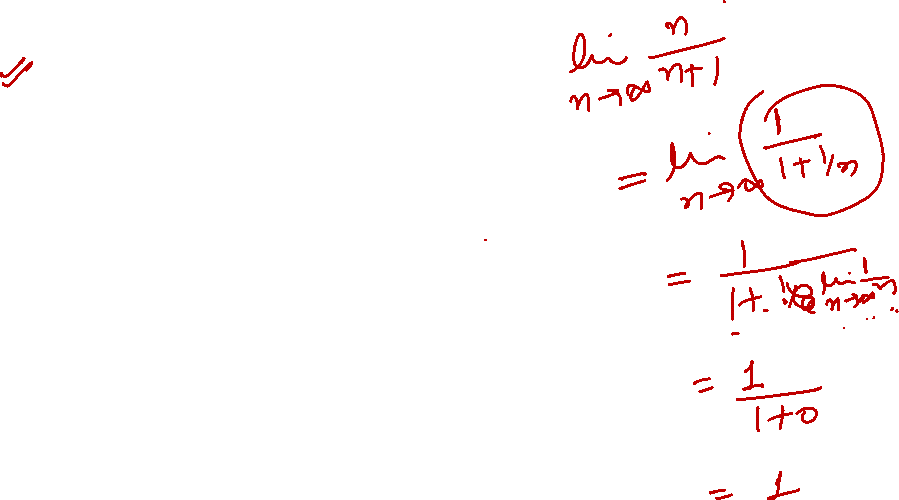 lim n/(n+1)
n→∞
= lim 1/(1+1/n)
n→∞
= 1/(1+ lim 1/n)
n→∞
= 1/(1+0)
= 1